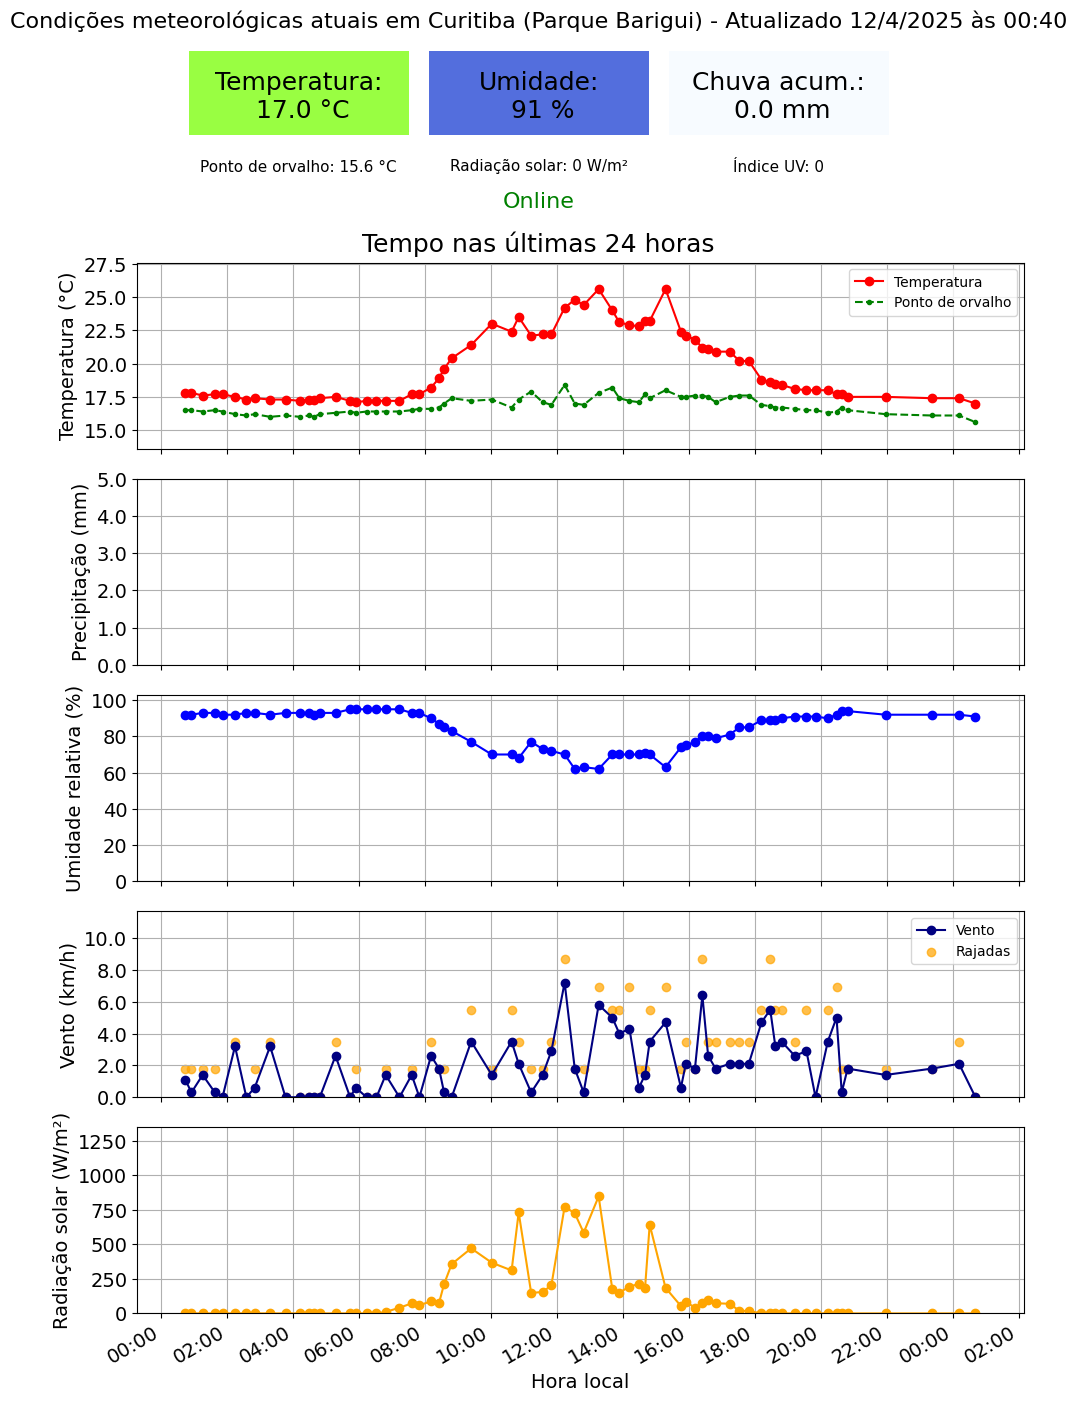 Condições meteorológicas atuais em Curitiba (Parque Barigui) - Atualizado 12/4/2025 às 00:40
Temperatura:
17.0 °C
Umidade:
91 %
Chuva acum.:
0.0 mm
Ponto de orvalho: 15.6 °C
Radiação solar: 0 W/m²
Índice UV: 0
Online
Tempo nas últimas 24 horas
Temperatura (°C)
27.5
25.0
22.5
20.0
17.5
15.0
Temperatura
Ponto de orvalho
Precipitação (mm)
5.0
4.0
3.0
2.0
1.0
0.0
Umidade relativa (%)
100
80
60
40
20
0
Vento (km/h)
10.0
8.0
6.0
4.0
2.0
0.0
Vento
Rajadas
Radiação solar (W/m²)
1250
1000
750
500
250
0
00:00
02:00
04:00
06:00
08:00
10:00
12:00
14:00
16:00
18:00
20:00
22:00
00:00
02:00
Hora local